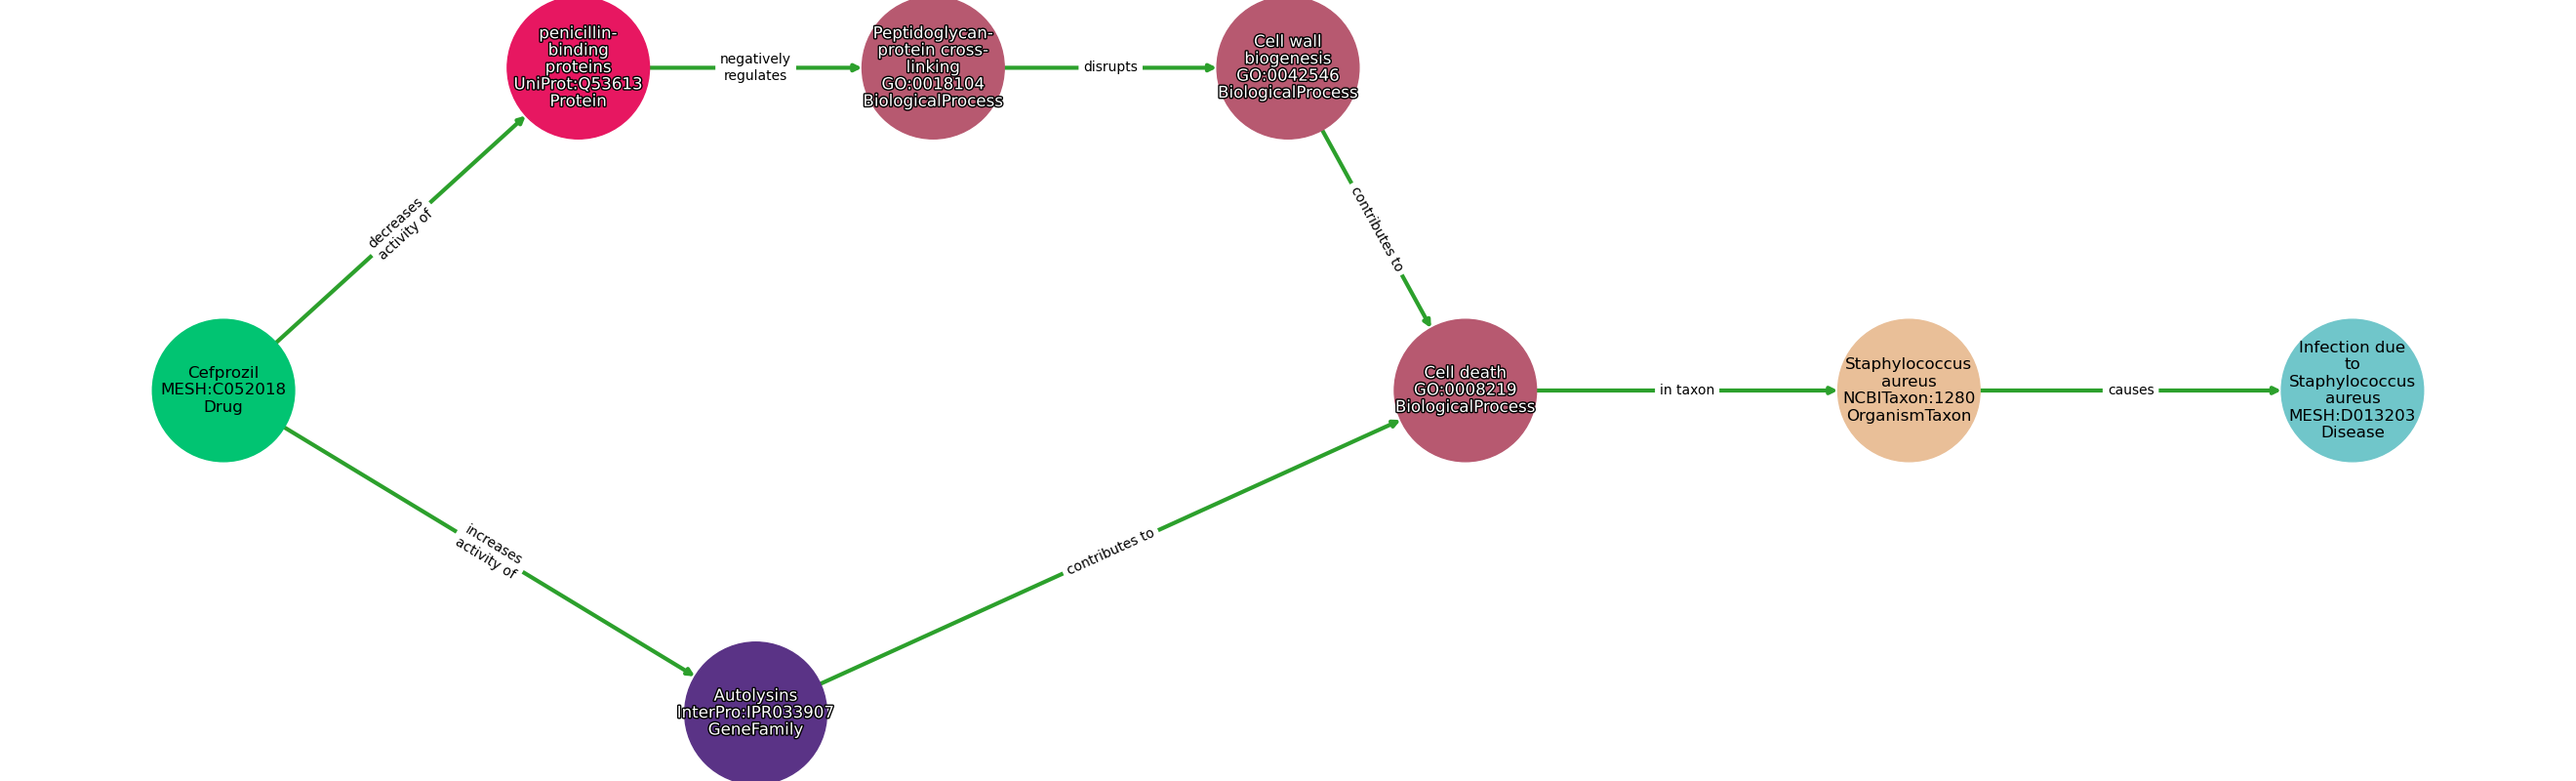 penicillin-
binding
proteins
UniProt:Q53613
Protein
negatively
regulates
Peptidoglycan-
protein cross-
linking
GO:0018104
BiologicalProcess
disrupts
Cell wall
biogenesis
GO:0042546
BiologicalProcess
decreases
activity of
contributes to
Cefprozil
MESH:C052018
Drug
Cell death
GO:0008219
BiologicalProcess
in taxon
Staphylococcus
aureus
NCBITaxon:1280
OrganismTaxon
causes
Infection due
to
Staphylococcus
aureus
MESH:D013203
Disease
increases
activity of
contributes to
Autolysins
InterPro:IPR033907
GeneFamily